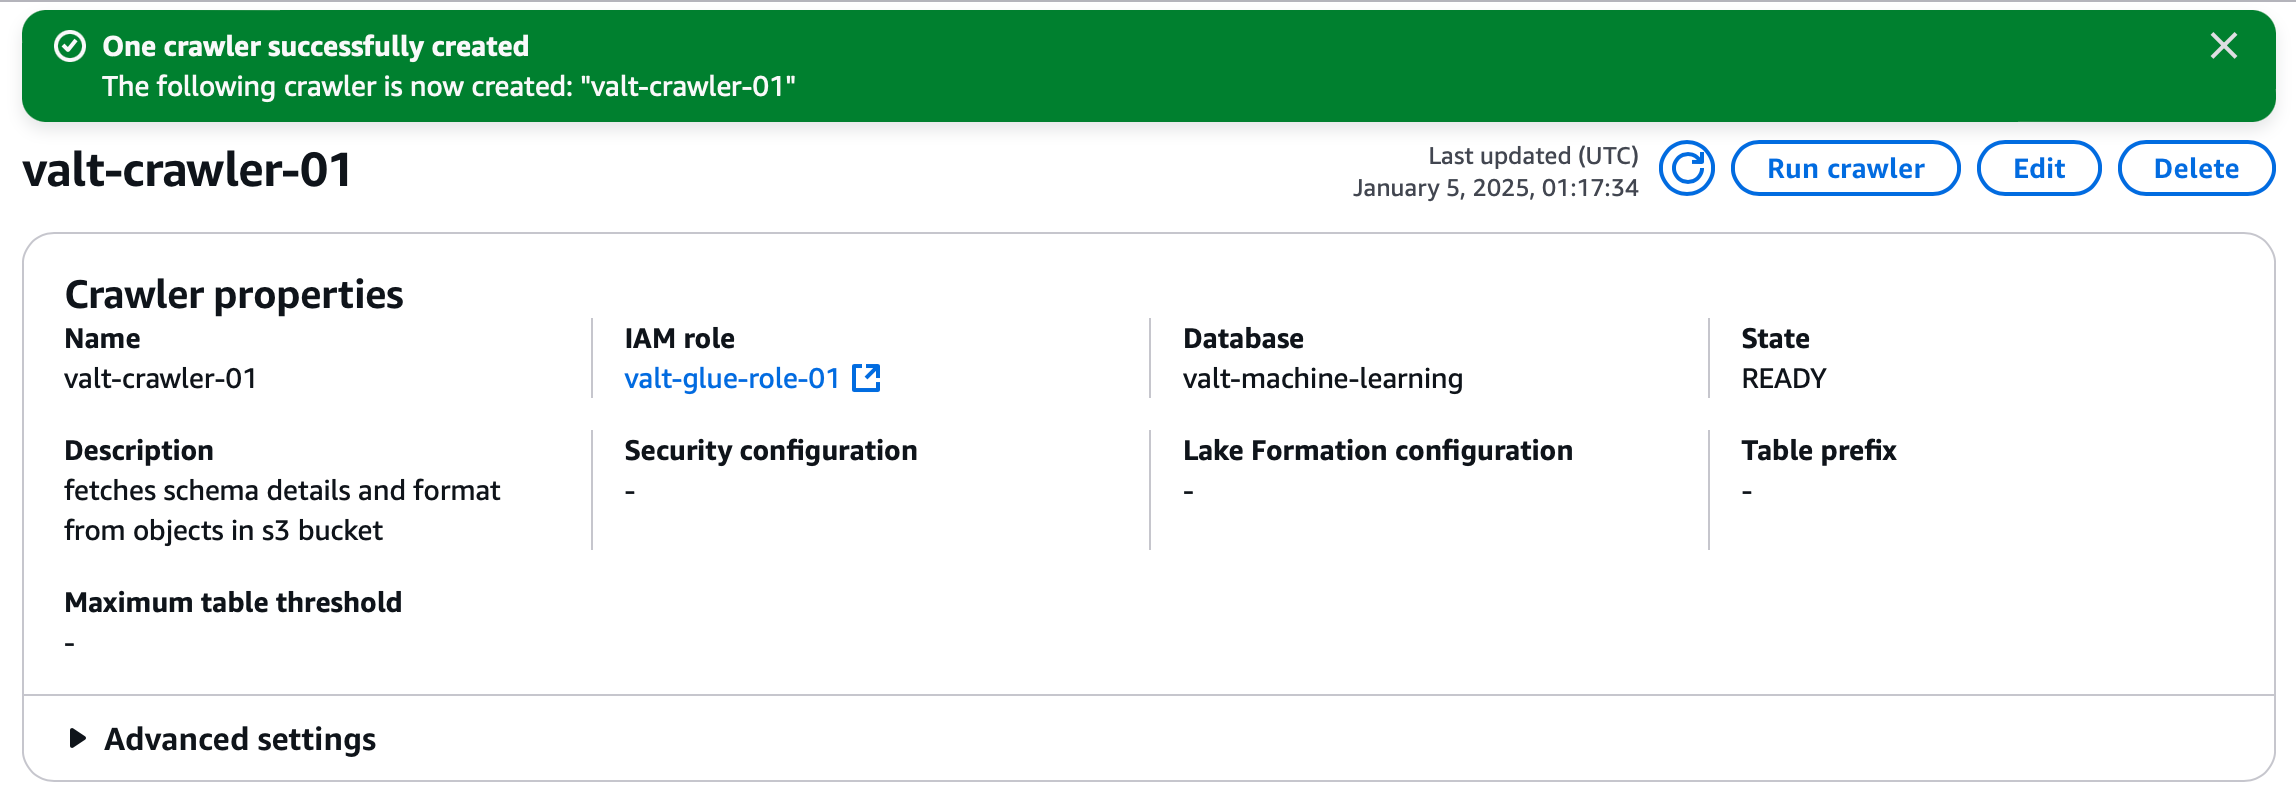 One crawler successfully created
The following crawler is now created: "valt-crawler-01"
valt-crawler-01
Last updated (UTC)
January 5, 2025, 01:17:34
Run crawler
Edit
Delete
Crawler properties
Name
valt-crawler-01
IAM role
valt-glue-role-01
Database
valt-machine-learning
State
READY
Description
fetches schema details and format
from objects in s3 bucket
Security configuration
-
Lake Formation configuration
-
Table prefix
-
Maximum table threshold
-
Advanced settings